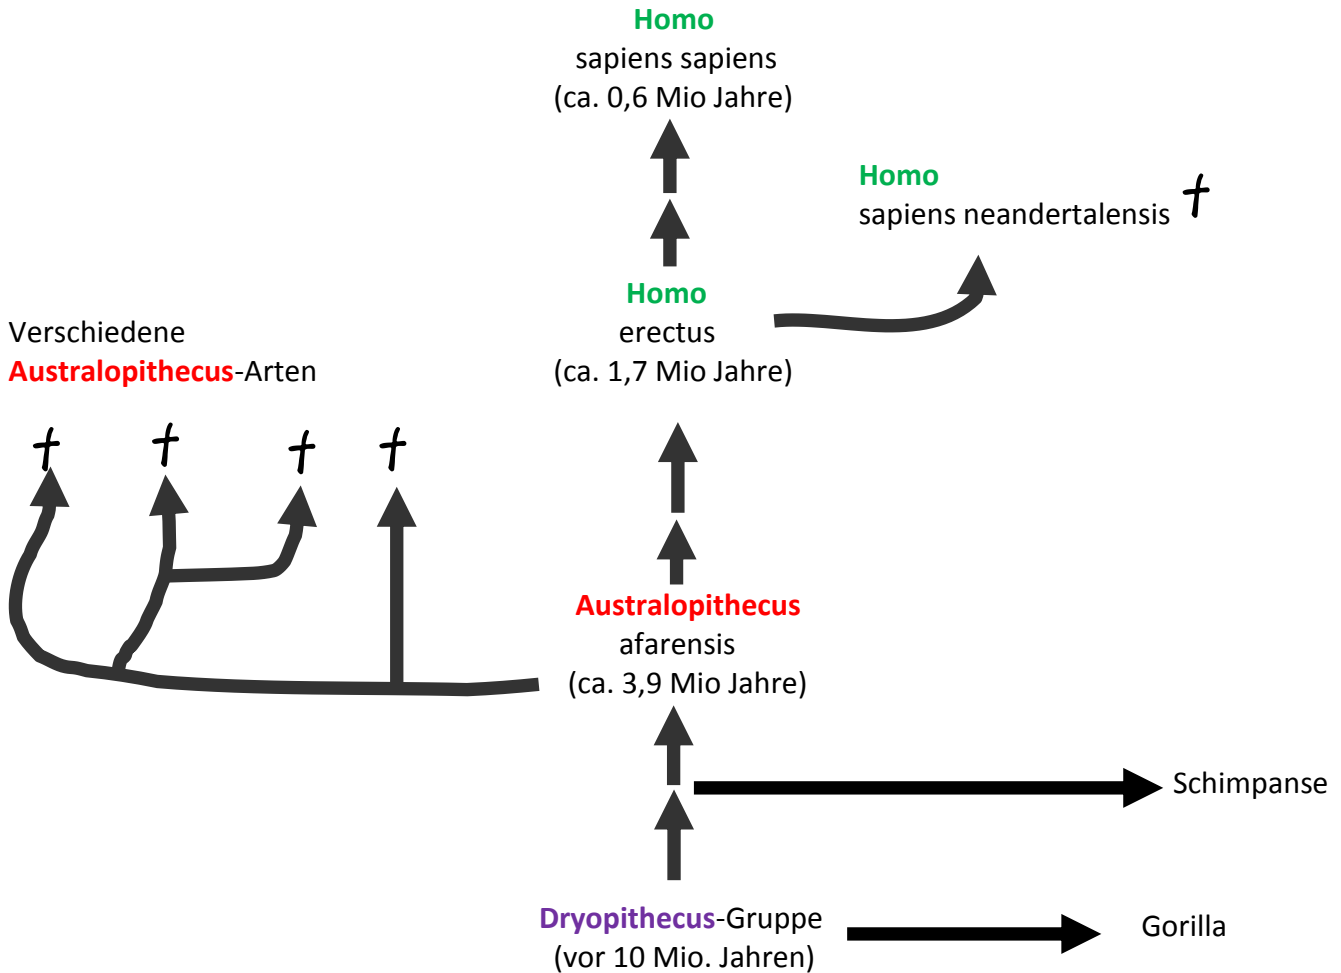 Homo
sapiens sapiens
(ca. 0,6 Mio Jahre)
Homo
sapiens neandertalensis
Homo
erectus
(ca. 1,7 Mio Jahre)
Verschiedene
Australopithecus-Arten
Australopithecus
afarensis
(ca. 3,9 Mio Jahre)
Schimpanse
Dryopithecus-Gruppe
(vor 10 Mio. Jahren)
Gorilla